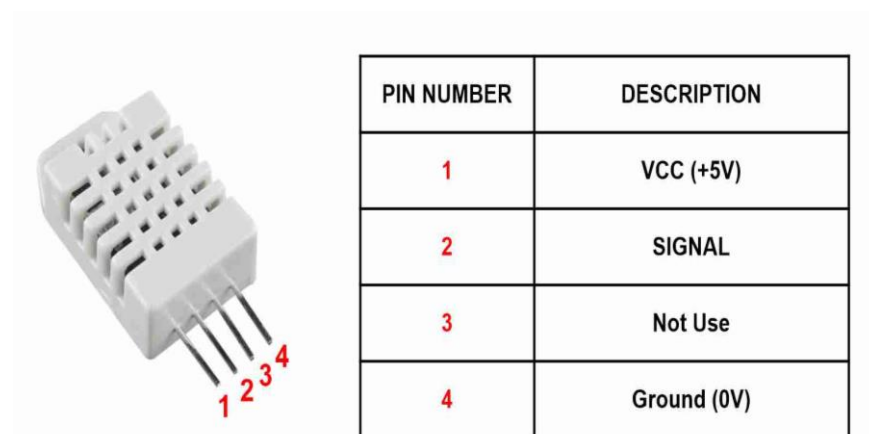 PIN NUMBER DESCRIPTION
1 VCC (+5V)
2 SIGNAL
3 Not Use
4 Ground (0V)
1 2 3 4